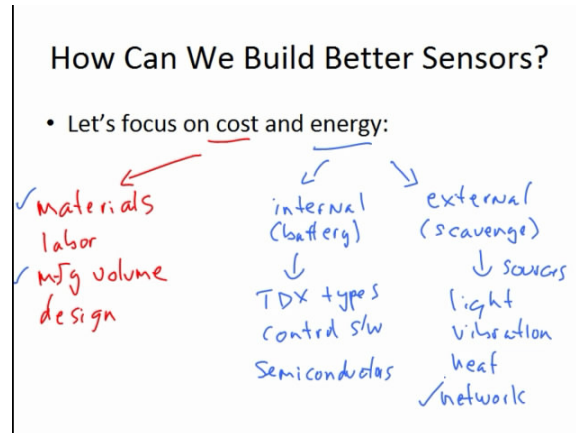 How Can We Build Better Sensors?
• Let's focus on cost and energy:
materials
labor
mfg volume
design
internal
(battery)
TDX types
control s/w
semiconductors
external
(scavenge)
sources
light
vibration
heat
network